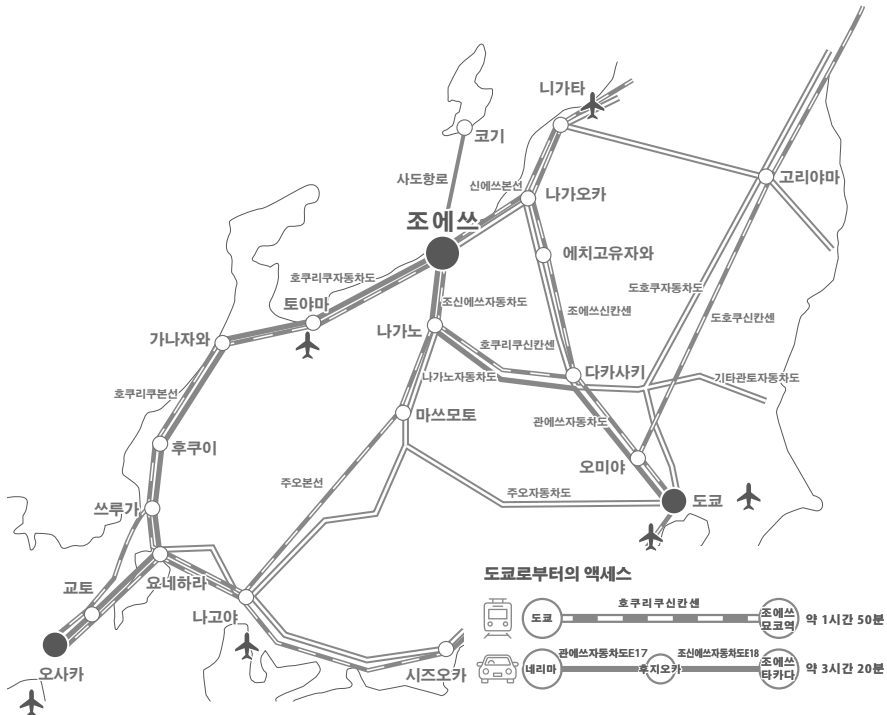 니가타
코기
고리야마
사도항로
신에쓰본선
나가오카
조에쓰
에치고유자와
호쿠리쿠자동차도
도호쿠자동차도
토야마
조신에쓰자동차도
조에쓰신칸센
도호쿠신칸센
나가노
가나자와
호쿠리쿠신칸센
다카사키
나가노자동차도
기타관토자동차도
호쿠리쿠본선
마쓰모토
관에쓰자동차도
후쿠이
오미야
주오본선
주오자동차도
쓰루가
도쿄
교토
요네하라
나고야
오사카
시즈오카
도쿄로부터의 액세스
호쿠리쿠신칸센
도쿄
조에쓰
묘코역
약 1시간 50분
관에쓰자동차도E17
조신에쓰자동차도E18
네리마
후지오카
조에쓰
타카다
약 3시간 20분